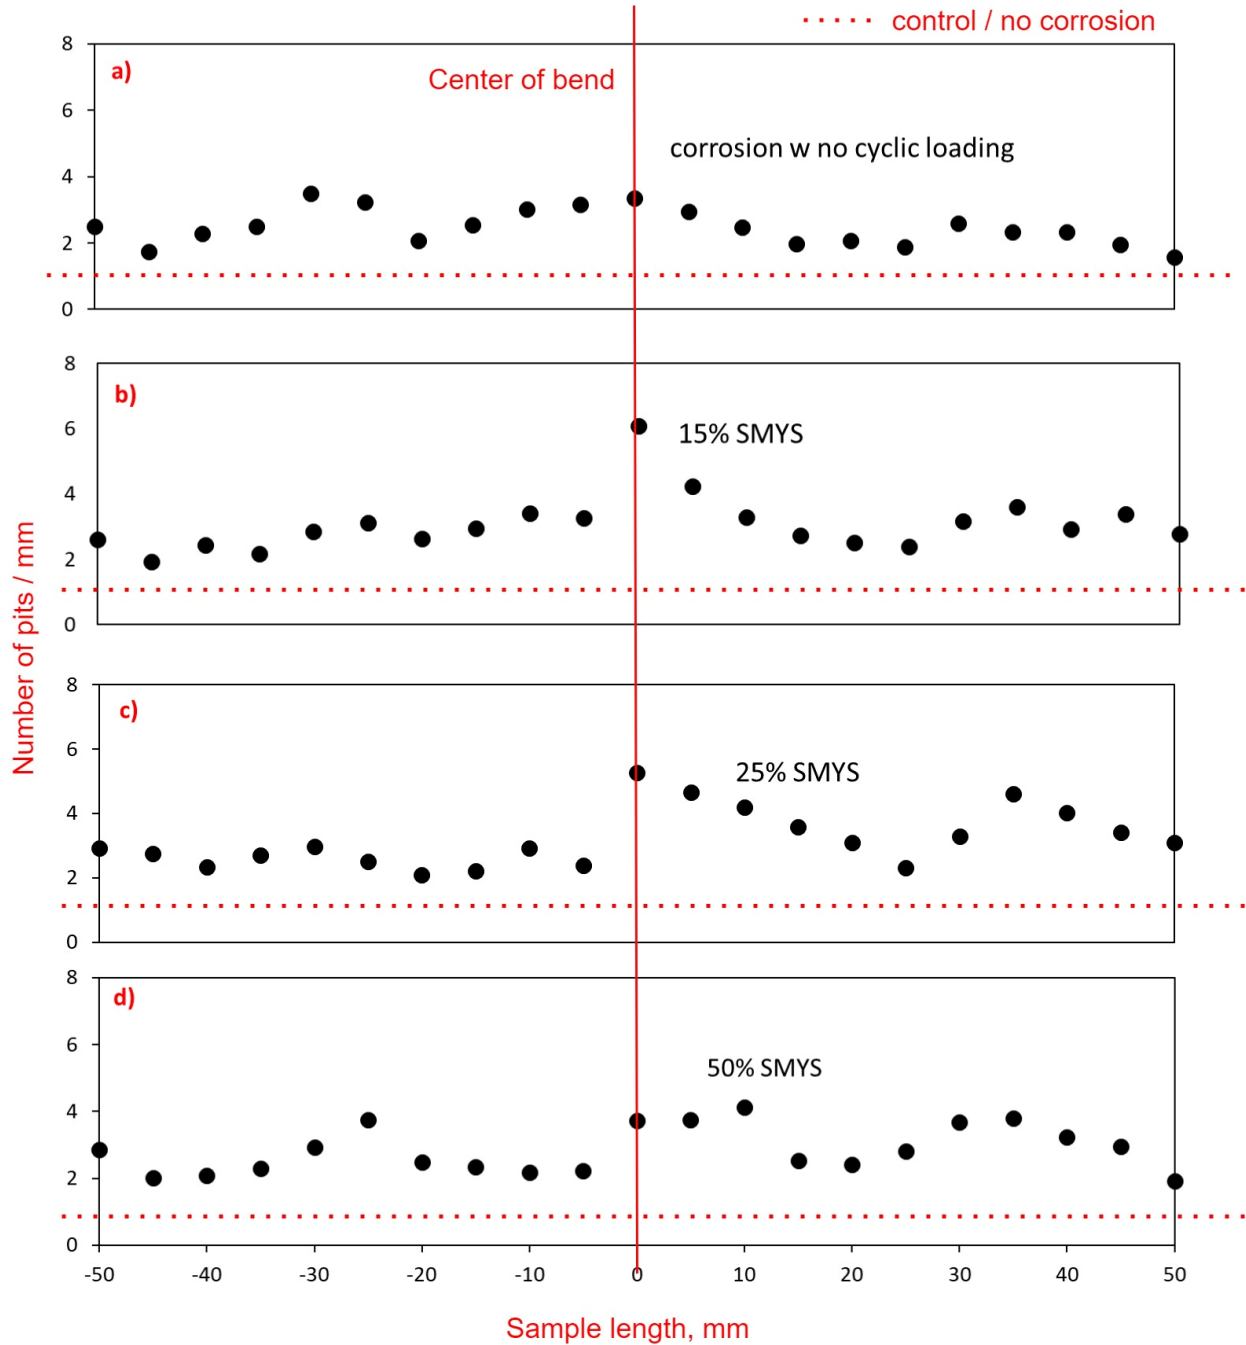 control / no corrosion
8
a)
Center of bend
6
corrosion w no cyclic loading
4
2
0
8
b)
6
15% SMYS
4
2
0
Number of pits / mm
8
c)
6
25% SMYS
4
2
0
8
d)
6
50% SMYS
4
2
0
-50 -40 -30 -20 -10 0 10 20 30 40 50
Sample length, mm